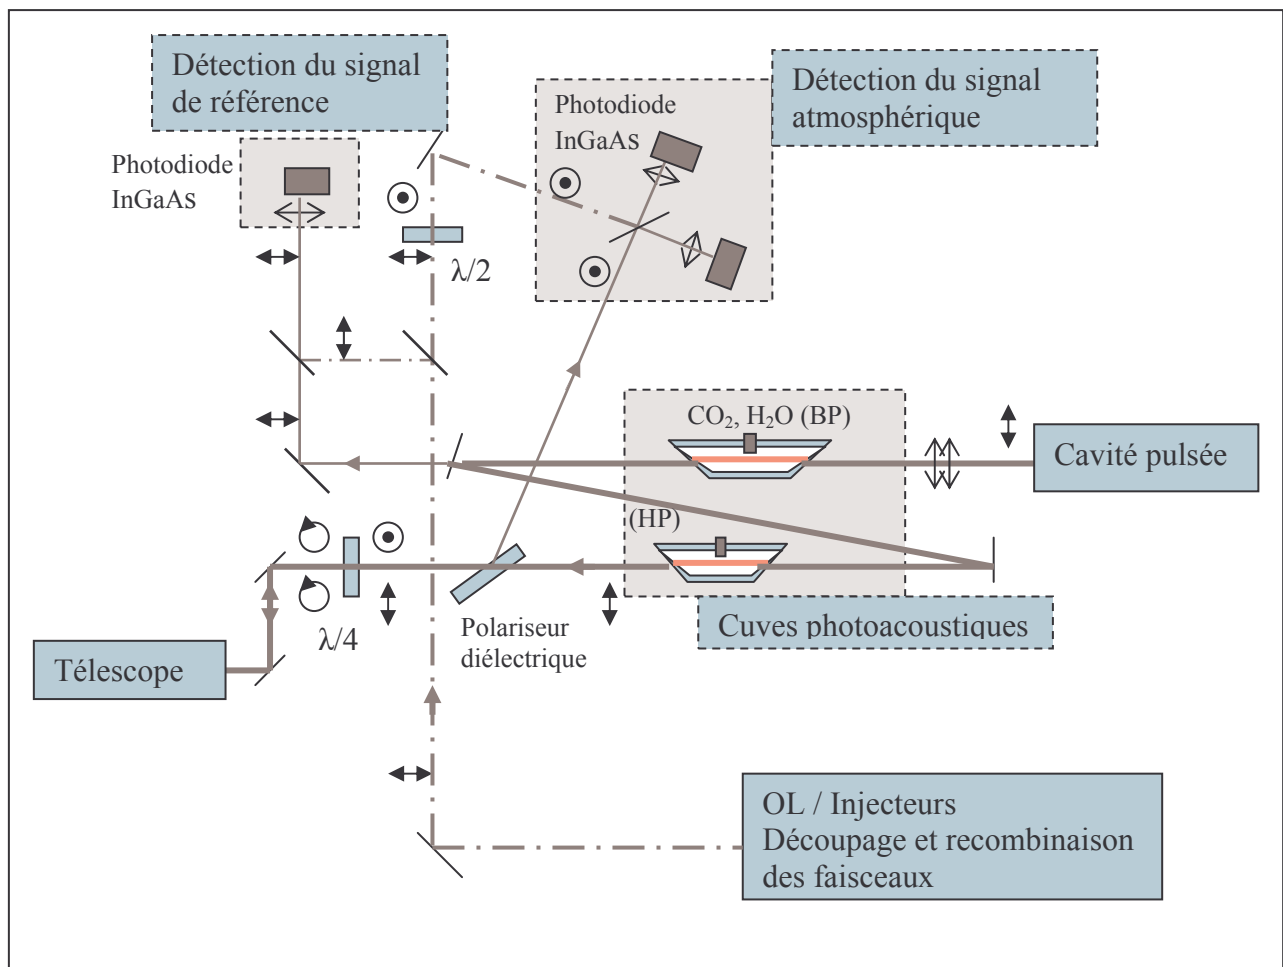 Détection du signal
de référence
Photodiode
InGaAs
Détection du signal
atmosphérique
Photodiode
InGaAs
λ/2
CO₂, H₂O (BP)
Cavité pulsée
(HP)
λ/4
Polariseur
diélectrique
Cuves photoacoustiques
Télescope
OL / Injecteurs
Découpage et recombinaison
des faisceaux